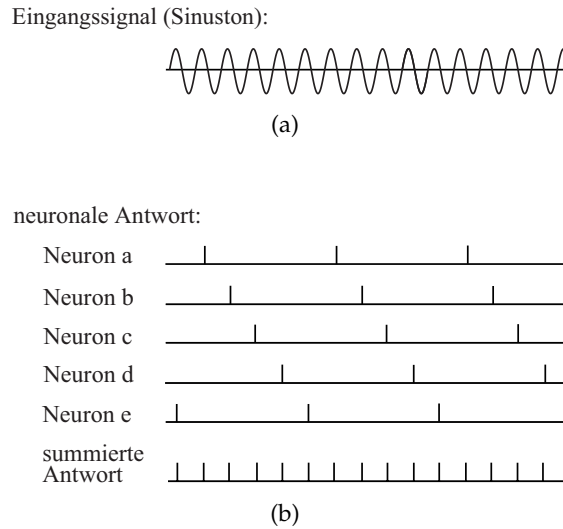 Eingangssignal (Sinuston):
(a)
neuronale Antwort:
Neuron a
Neuron b
Neuron c
Neuron d
Neuron e
summierte
Antwort
(b)